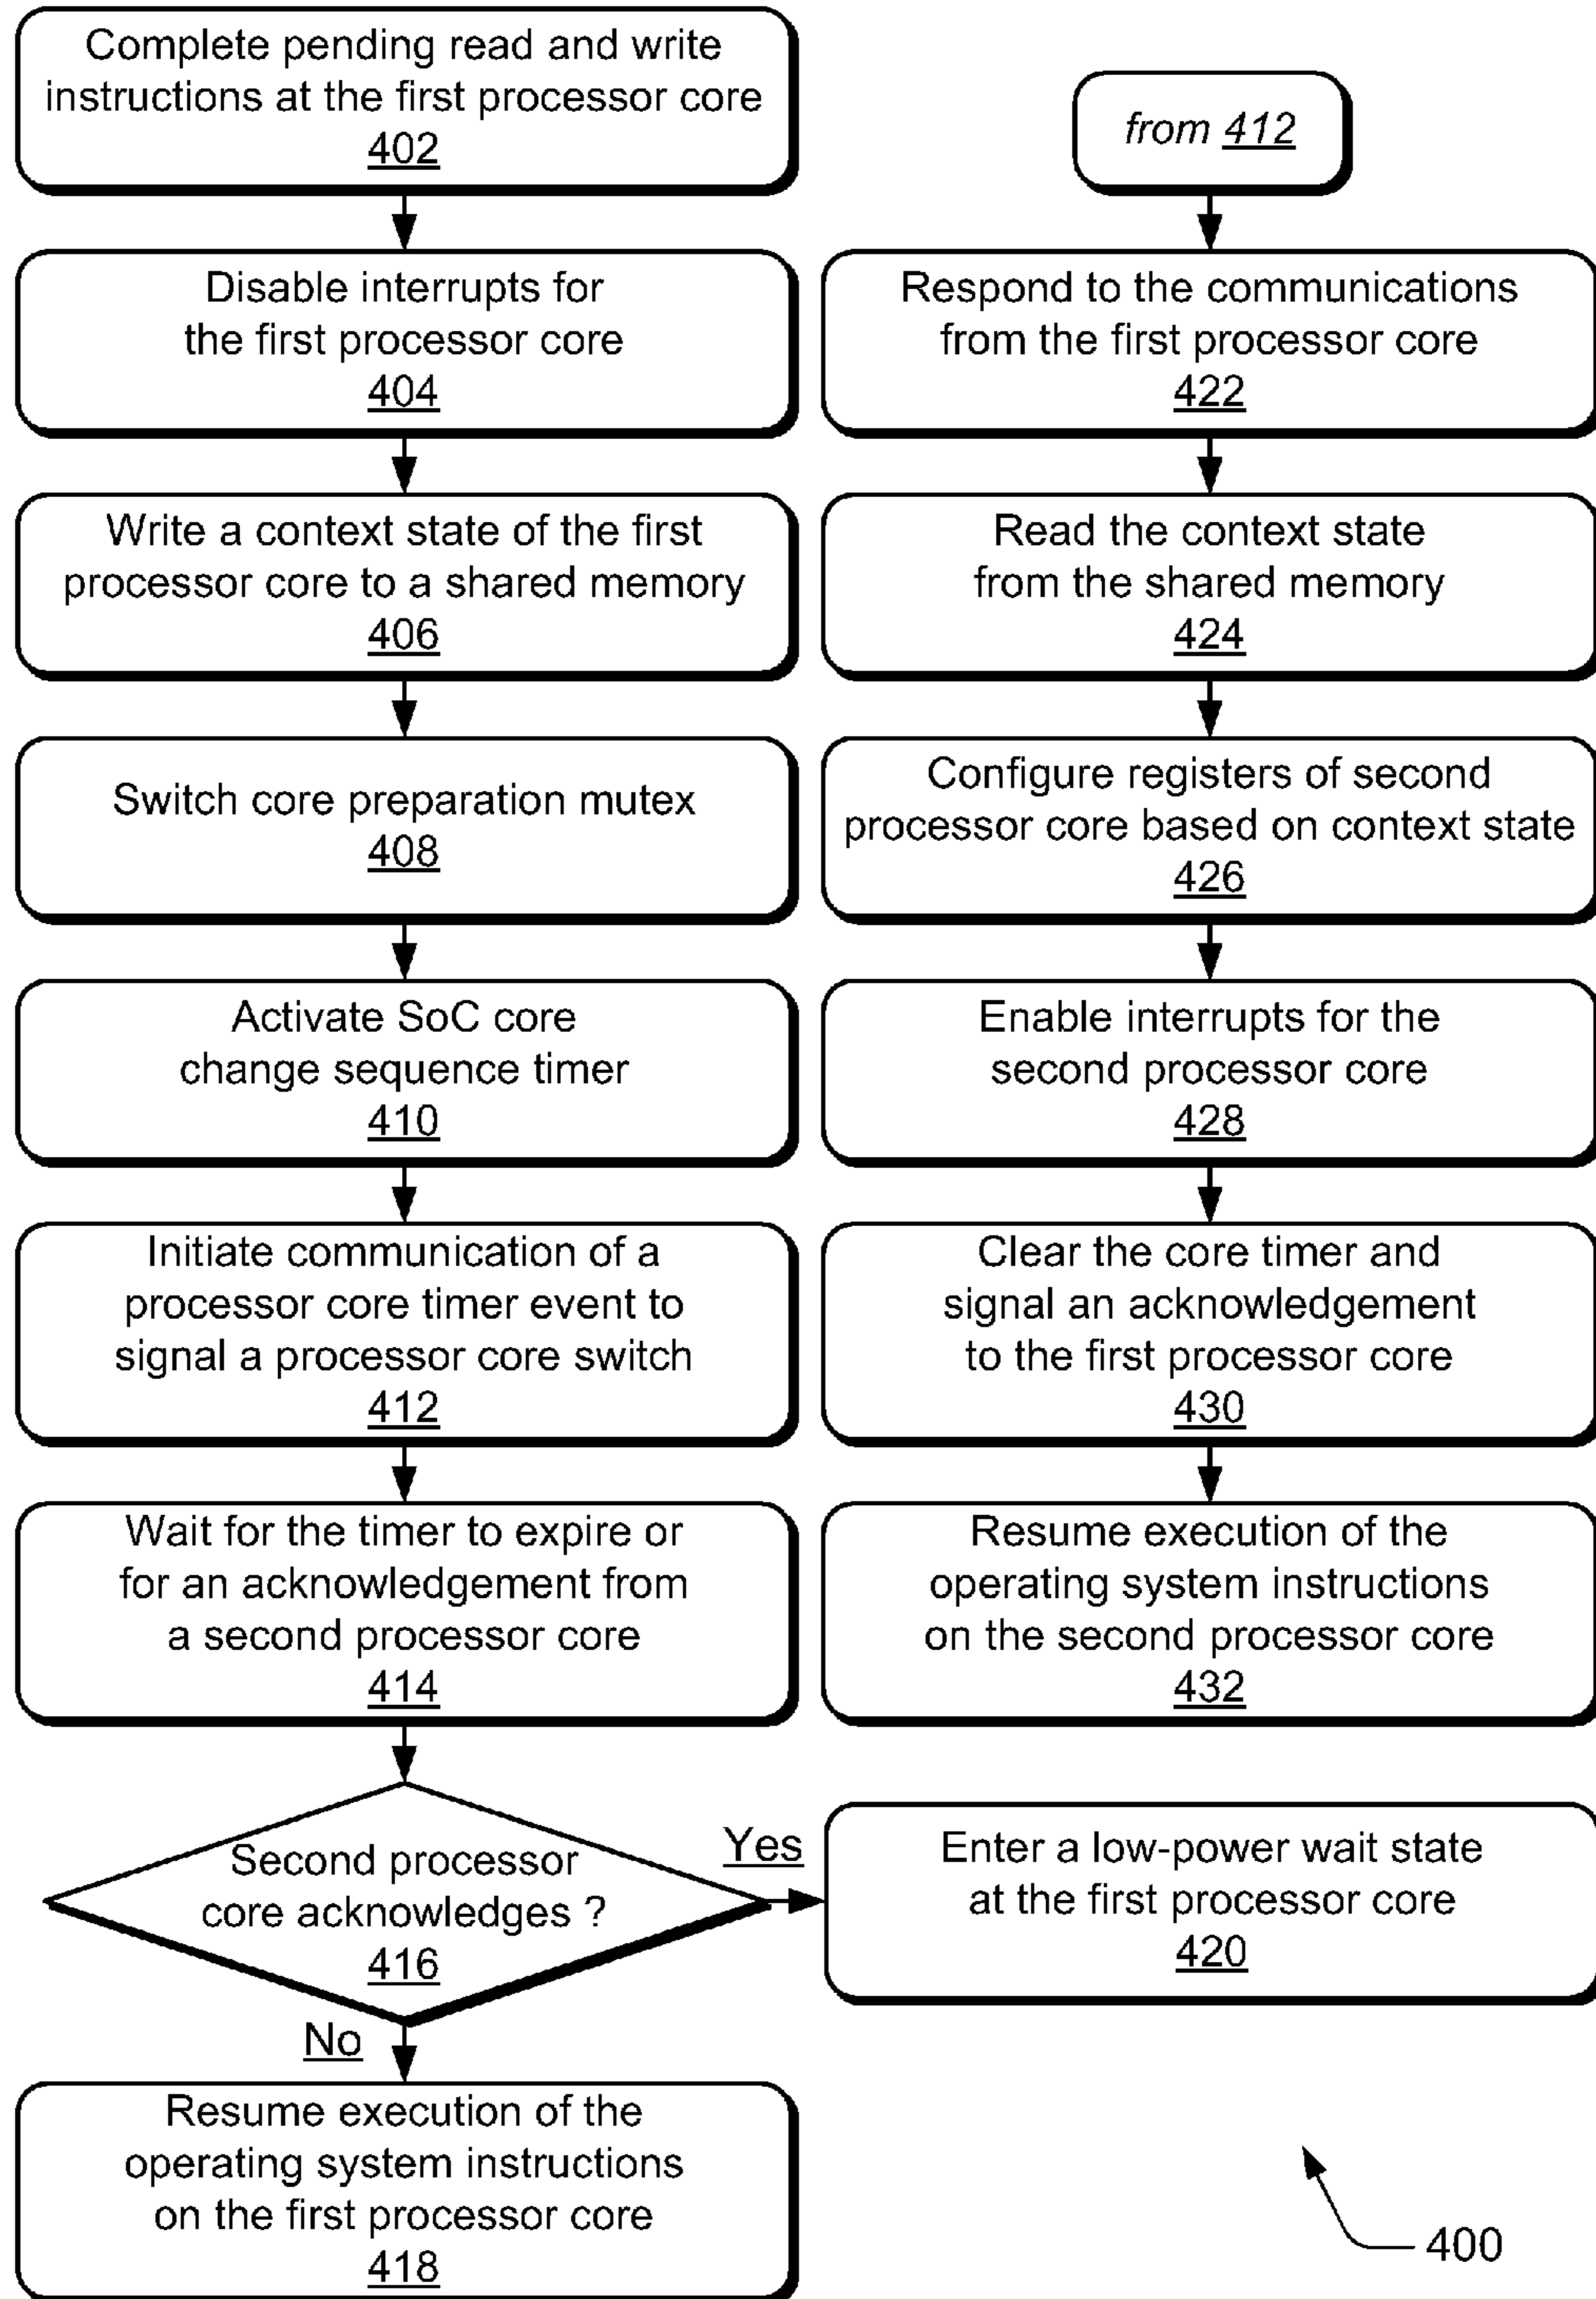 Complete pending read and write
instructions at the first processor core
402
Disable interrupts for
the first processor core
404
Write a context state of the first
processor core to a shared memory
406
Switch core preparation mutex
408
Activate SoC core
change sequence timer
410
Initiate communication of a
processor core timer event to
signal a processor core switch
412
Wait for the timer to expire or
for an acknowledgement from
a second processor core
414
Second processor
core acknowledges ?
416
Yes
No
Resume execution of the
operating system instructions
on the first processor core
418
Enter a low-power wait state
at the first processor core
420
from 412
Respond to the communications
from the first processor core
422
Read the context state
from the shared memory
424
Configure registers of second
processor core based on context state
426
Enable interrupts for the
second processor core
428
Clear the core timer and
signal an acknowledgement
to the first processor core
430
Resume execution of the
operating system instructions
on the second processor core
432
400